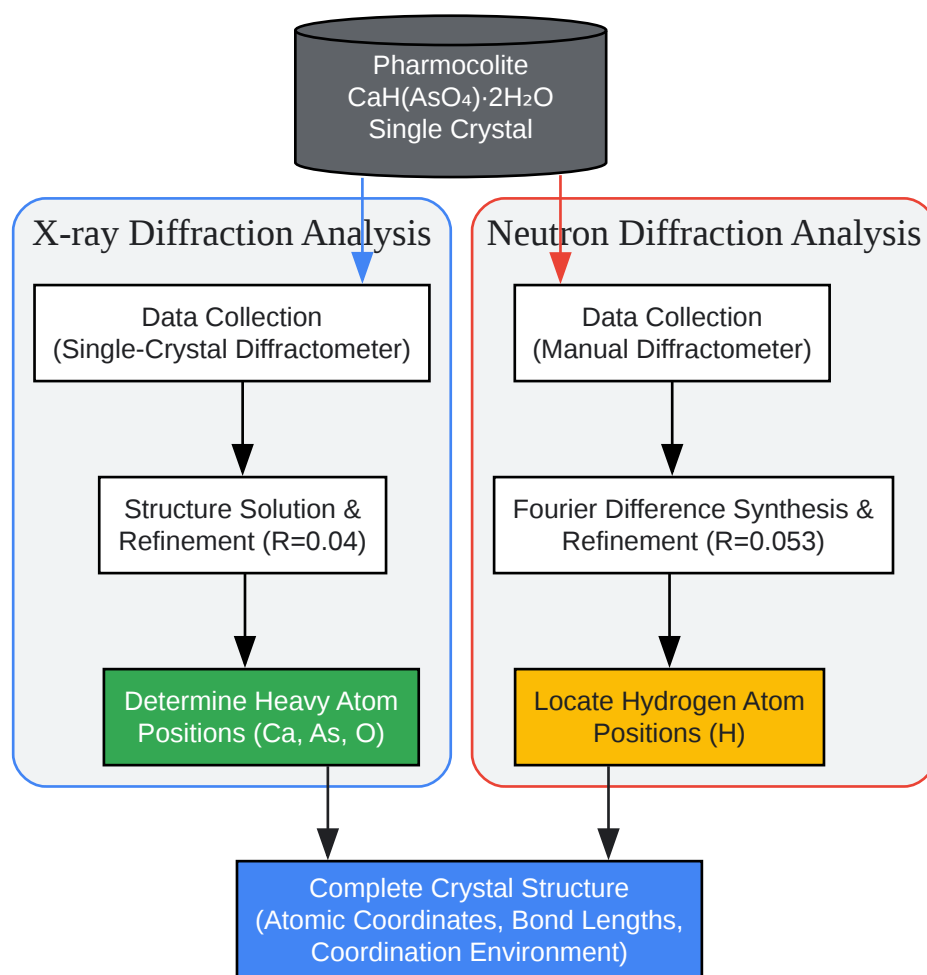 Pharmocolite
CaH(AsO₄)·2H₂O
Single Crystal
X-ray Diffraction Analysis
Data Collection
(Single-Crystal Diffractometer)
Structure Solution &
Refinement (R=0.04)
Determine Heavy Atom
Positions (Ca, As, O)
Neutron Diffraction Analysis
Data Collection
(Manual Diffractometer)
Fourier Difference Synthesis &
Refinement (R=0.053)
Locate Hydrogen Atom
Positions (H)
Complete Crystal Structure
(Atomic Coordinates, Bond Lengths,
Coordination Environment)